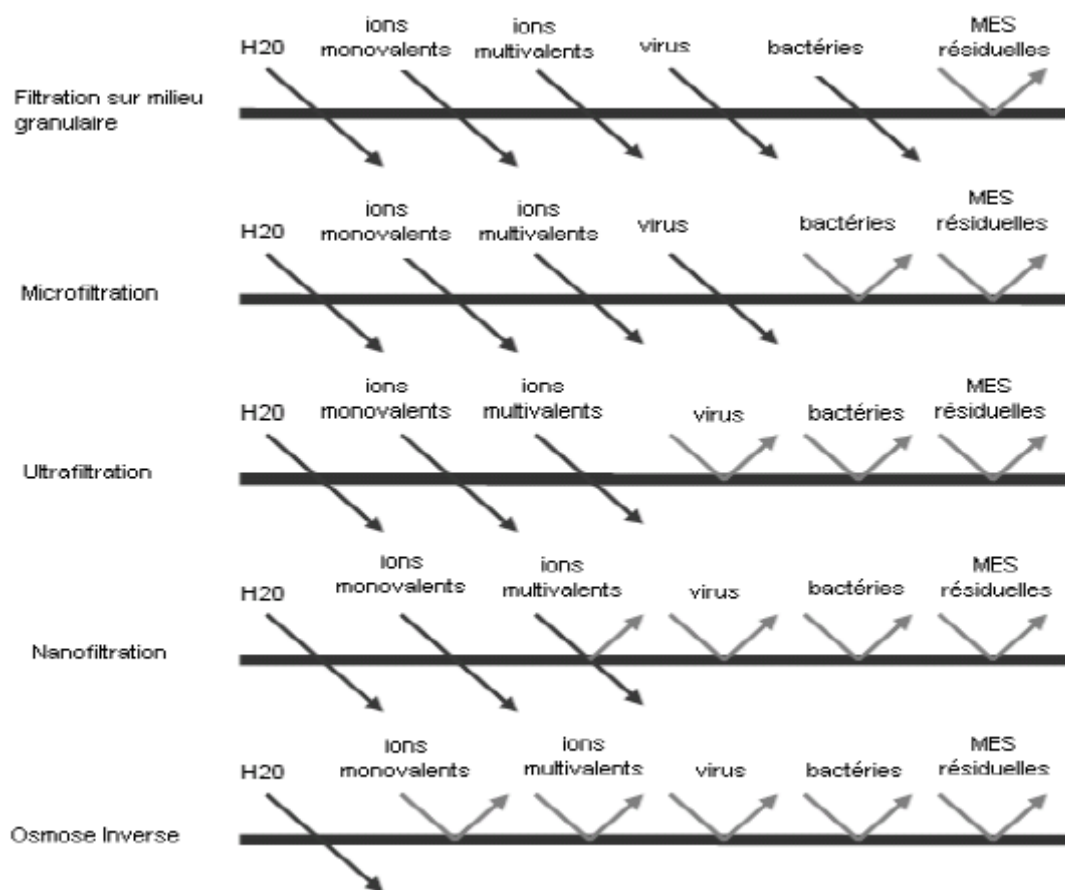 H20
ions
monovalents
ions
multivalents
virus
bactéries
MES
résiduelles
Filtration sur milieu
granulaire
H20
ions
monovalents
ions
multivalents
virus
bactéries
MES
résiduelles
Microfiltration
H20
ions
monovalents
ions
multivalents
virus
bactéries
MES
résiduelles
Ultrafiltration
H20
ions
monovalents
ions
multivalents
virus
bactéries
MES
résiduelles
Nanofiltration
H20
ions
monovalents
ions
multivalents
virus
bactéries
MES
résiduelles
Osmose Inverse